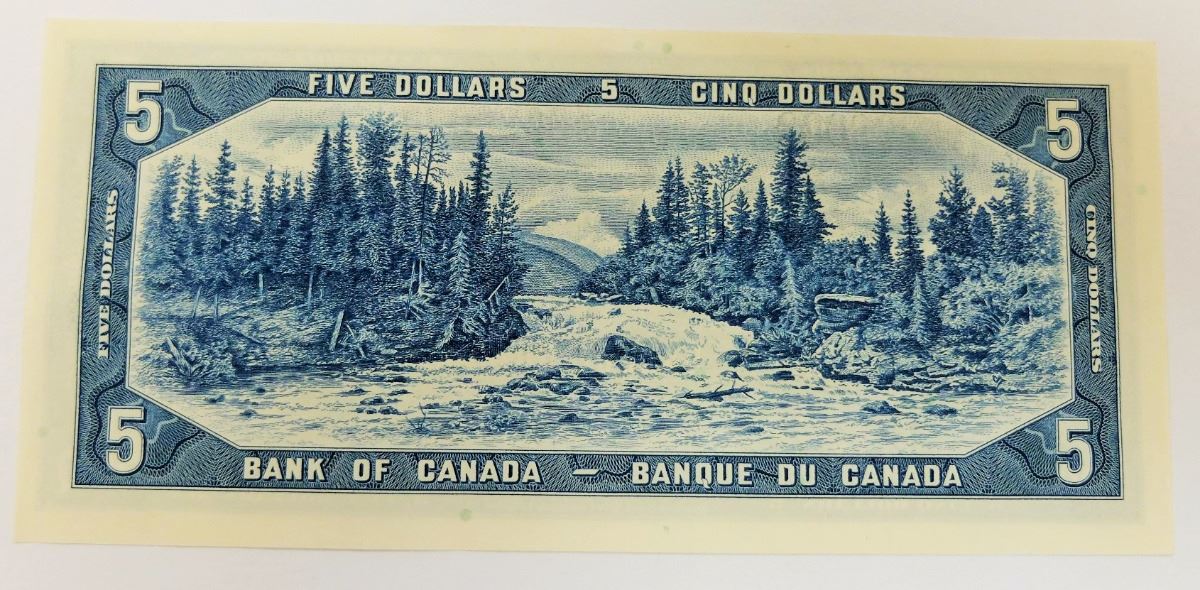 5 FIVE DOLLARS 5 CINQ DOLLARS 5
FIVE DOLLARS
CINQ DOLLARS
5 BANK OF CANADA — BANQUE DU CANADA 5